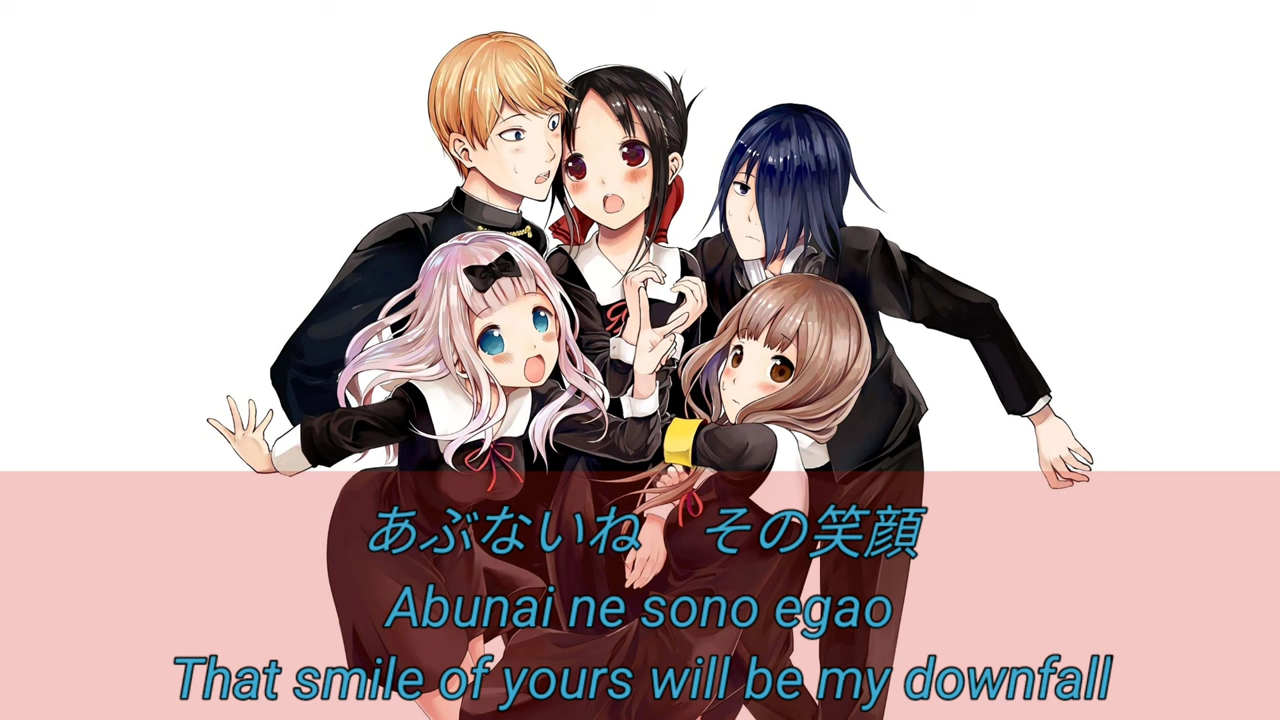 あぶないね　その笑顔
Abunai ne sono egao
That smile of yours will be my downfall